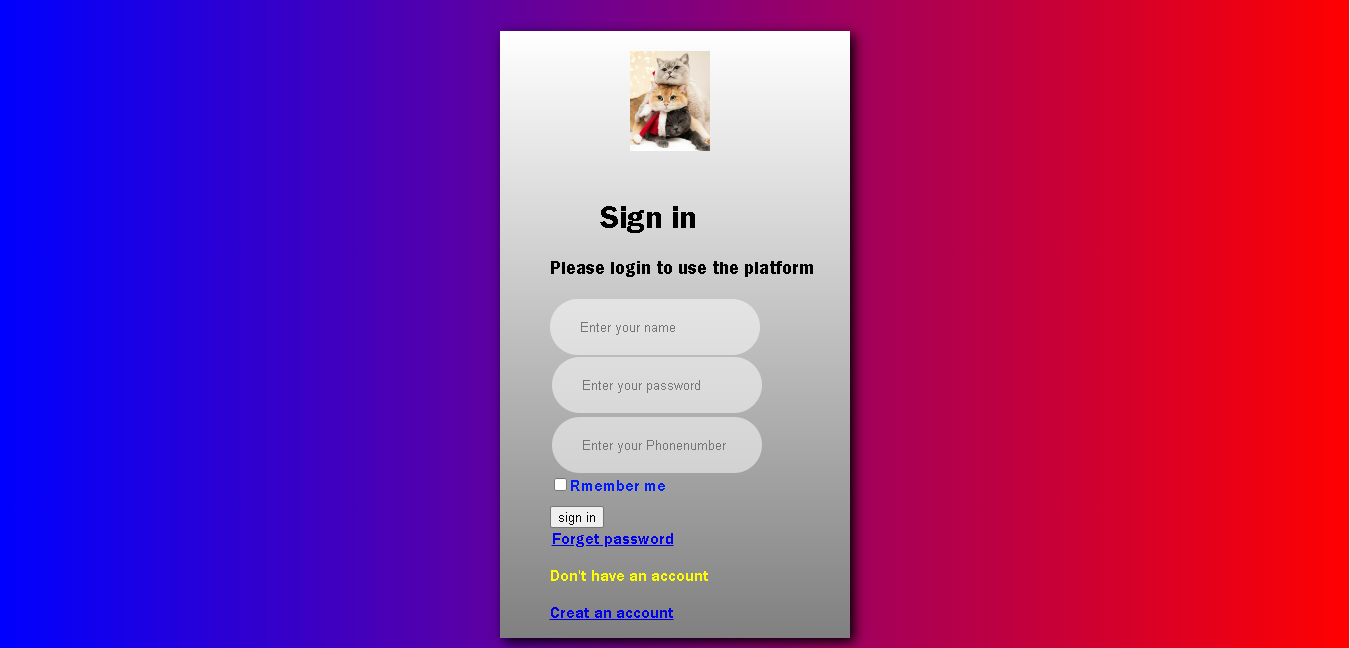 Sign in
Please login to use the platform
Enter your name
Enter your password
Enter your Phonenumber
Rmember me
sign in
Forget password
Don't have an account
Creat an account